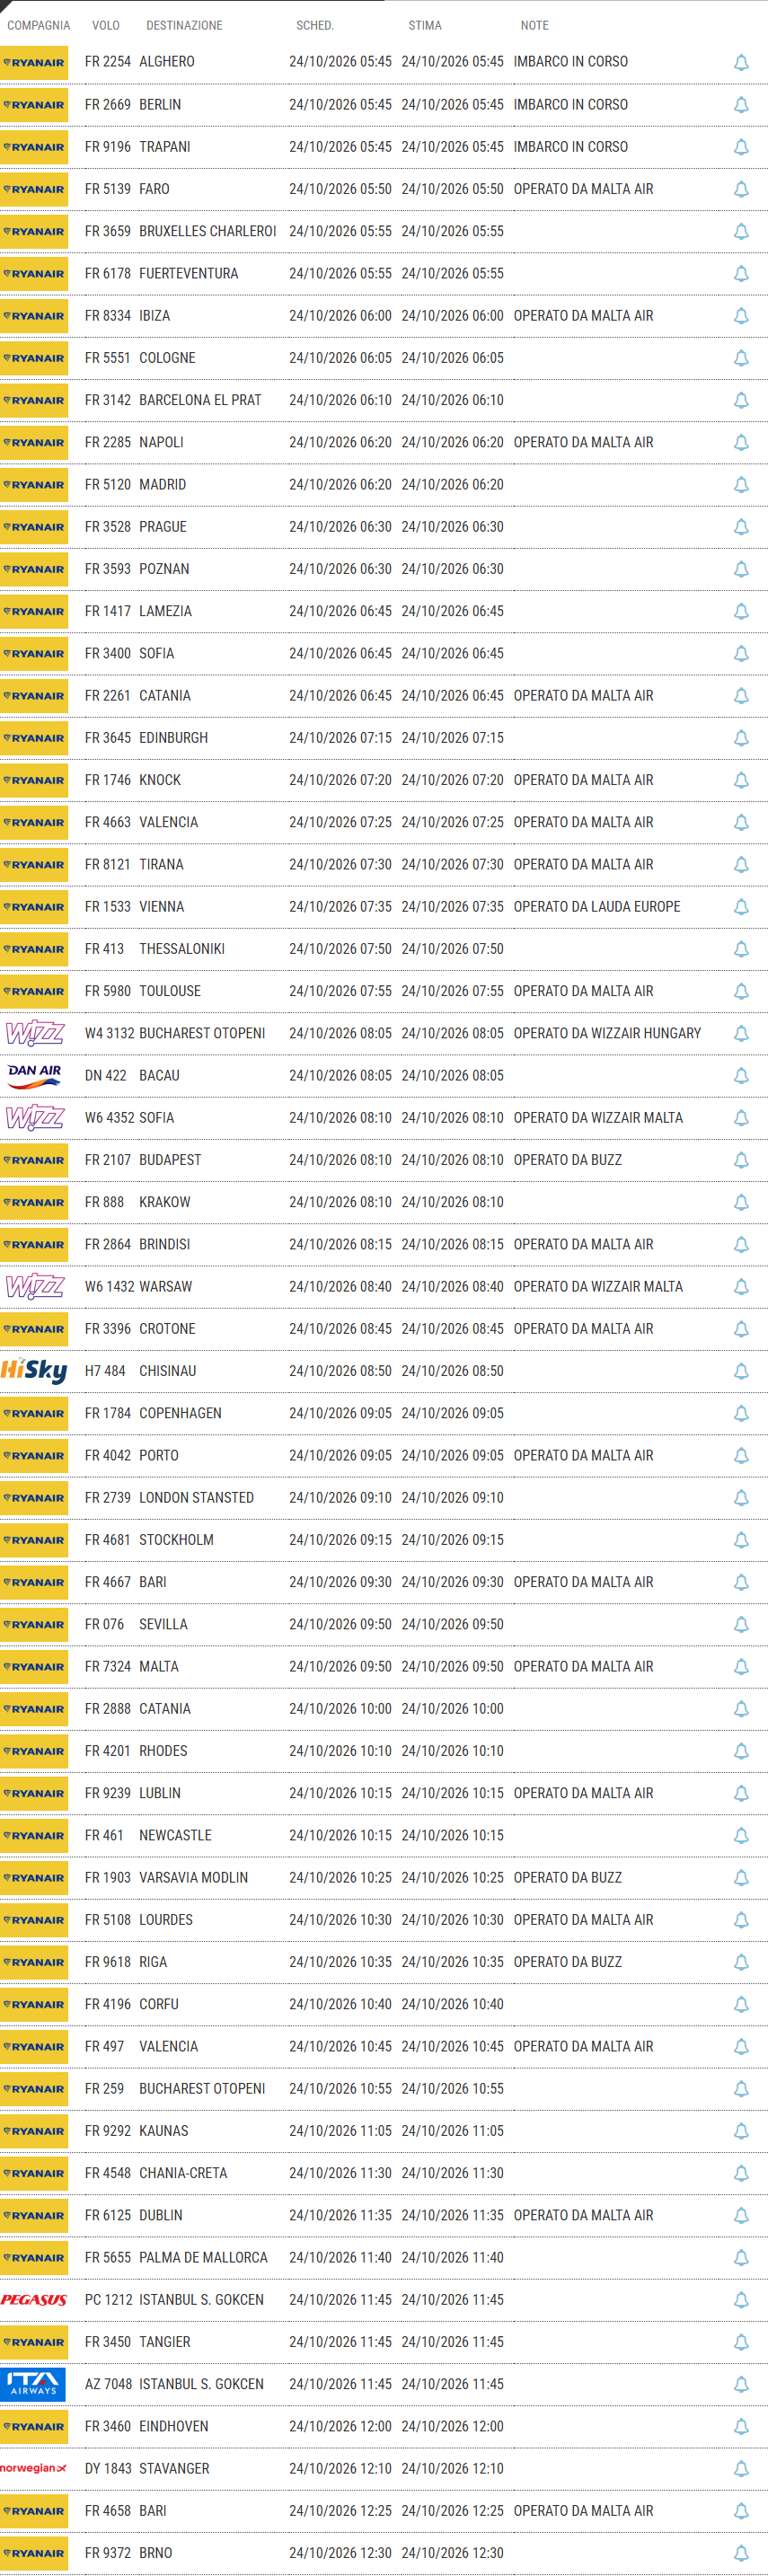 COMPAGNIA VOLO DESTINAZIONE SCHED. STIMA NOTE
RYANAIR FR 2254 ALGHERO 24/10/2026 05:45 24/10/2026 05:45 IMBARCO IN CORSO
RYANAIR FR 2669 BERLIN 24/10/2026 05:45 24/10/2026 05:45 IMBARCO IN CORSO
RYANAIR FR 9196 TRAPANI 24/10/2026 05:45 24/10/2026 05:45 IMBARCO IN CORSO
RYANAIR FR 5139 FARO 24/10/2026 05:50 24/10/2026 05:50 OPERATO DA MALTA AIR
RYANAIR FR 3659 BRUXELLES CHARLEROI 24/10/2026 05:55 24/10/2026 05:55
RYANAIR FR 6178 FUERTEVENTURA 24/10/2026 05:55 24/10/2026 05:55
RYANAIR FR 8334 IBIZA 24/10/2026 06:00 24/10/2026 06:00 OPERATO DA MALTA AIR
RYANAIR FR 5551 COLOGNE 24/10/2026 06:05 24/10/2026 06:05
RYANAIR FR 3142 BARCELONA EL PRAT 24/10/2026 06:10 24/10/2026 06:10
RYANAIR FR 2285 NAPOLI 24/10/2026 06:20 24/10/2026 06:20 OPERATO DA MALTA AIR
RYANAIR FR 5120 MADRID 24/10/2026 06:20 24/10/2026 06:20
RYANAIR FR 3528 PRAGUE 24/10/2026 06:30 24/10/2026 06:30
RYANAIR FR 3593 POZNAN 24/10/2026 06:30 24/10/2026 06:30
RYANAIR FR 1417 LAMEZIA 24/10/2026 06:45 24/10/2026 06:45
RYANAIR FR 3400 SOFIA 24/10/2026 06:45 24/10/2026 06:45
RYANAIR FR 2261 CATANIA 24/10/2026 06:45 24/10/2026 06:45 OPERATO DA MALTA AIR
RYANAIR FR 3645 EDINBURGH 24/10/2026 07:15 24/10/2026 07:15
RYANAIR FR 1746 KNOCK 24/10/2026 07:20 24/10/2026 07:20 OPERATO DA MALTA AIR
RYANAIR FR 4663 VALENCIA 24/10/2026 07:25 24/10/2026 07:25 OPERATO DA MALTA AIR
RYANAIR FR 8121 TIRANA 24/10/2026 07:30 24/10/2026 07:30 OPERATO DA MALTA AIR
RYANAIR FR 1533 VIENNA 24/10/2026 07:35 24/10/2026 07:35 OPERATO DA LAUDA EUROPE
RYANAIR FR 413 THESSALONIKI 24/10/2026 07:50 24/10/2026 07:50
RYANAIR FR 5980 TOULOUSE 24/10/2026 07:55 24/10/2026 07:55 OPERATO DA MALTA AIR
WIZZ W4 3132 BUCHAREST OTOPENI 24/10/2026 08:05 24/10/2026 08:05 OPERATO DA WIZZAIR HUNGARY
DAN AIR DN 422 BACAU 24/10/2026 08:05 24/10/2026 08:05
WIZZ W6 4352 SOFIA 24/10/2026 08:10 24/10/2026 08:10 OPERATO DA WIZZAIR MALTA
RYANAIR FR 2107 BUDAPEST 24/10/2026 08:10 24/10/2026 08:10 OPERATO DA BUZZ
RYANAIR FR 888 KRAKOW 24/10/2026 08:10 24/10/2026 08:10
RYANAIR FR 2864 BRINDISI 24/10/2026 08:15 24/10/2026 08:15 OPERATO DA MALTA AIR
WIZZ W6 1432 WARSAW 24/10/2026 08:40 24/10/2026 08:40 OPERATO DA WIZZAIR MALTA
RYANAIR FR 3396 CROTONE 24/10/2026 08:45 24/10/2026 08:45 OPERATO DA MALTA AIR
HiSky H7 484 CHISINAU 24/10/2026 08:50 24/10/2026 08:50
RYANAIR FR 1784 COPENHAGEN 24/10/2026 09:05 24/10/2026 09:05
RYANAIR FR 4042 PORTO 24/10/2026 09:05 24/10/2026 09:05 OPERATO DA MALTA AIR
RYANAIR FR 2739 LONDON STANSTED 24/10/2026 09:10 24/10/2026 09:10
RYANAIR FR 4681 STOCKHOLM 24/10/2026 09:15 24/10/2026 09:15
RYANAIR FR 4667 BARI 24/10/2026 09:30 24/10/2026 09:30 OPERATO DA MALTA AIR
RYANAIR FR 076 SEVILLA 24/10/2026 09:50 24/10/2026 09:50
RYANAIR FR 7324 MALTA 24/10/2026 09:50 24/10/2026 09:50 OPERATO DA MALTA AIR
RYANAIR FR 2888 CATANIA 24/10/2026 10:00 24/10/2026 10:00
RYANAIR FR 4201 RHODES 24/10/2026 10:10 24/10/2026 10:10
RYANAIR FR 9239 LUBLIN 24/10/2026 10:15 24/10/2026 10:15 OPERATO DA MALTA AIR
RYANAIR FR 461 NEWCASTLE 24/10/2026 10:15 24/10/2026 10:15
RYANAIR FR 1903 VARSAVIA MODLIN 24/10/2026 10:25 24/10/2026 10:25 OPERATO DA BUZZ
RYANAIR FR 5108 LOURDES 24/10/2026 10:30 24/10/2026 10:30 OPERATO DA MALTA AIR
RYANAIR FR 9618 RIGA 24/10/2026 10:35 24/10/2026 10:35 OPERATO DA BUZZ
RYANAIR FR 4196 CORFU 24/10/2026 10:40 24/10/2026 10:40
RYANAIR FR 497 VALENCIA 24/10/2026 10:45 24/10/2026 10:45 OPERATO DA MALTA AIR
RYANAIR FR 259 BUCHAREST OTOPENI 24/10/2026 10:55 24/10/2026 10:55
RYANAIR FR 9292 KAUNAS 24/10/2026 11:05 24/10/2026 11:05
RYANAIR FR 4548 CHANIA-CRETA 24/10/2026 11:30 24/10/2026 11:30
RYANAIR FR 6125 DUBLIN 24/10/2026 11:35 24/10/2026 11:35 OPERATO DA MALTA AIR
RYANAIR FR 5655 PALMA DE MALLORCA 24/10/2026 11:40 24/10/2026 11:40
PEGASUS PC 1212 ISTANBUL S. GOKCEN 24/10/2026 11:45 24/10/2026 11:45
RYANAIR FR 3450 TANGIER 24/10/2026 11:45 24/10/2026 11:45
ITA AIRWAYS AZ 7048 ISTANBUL S. GOKCEN 24/10/2026 11:45 24/10/2026 11:45
RYANAIR FR 3460 EINDHOVEN 24/10/2026 12:00 24/10/2026 12:00
norwegian DY 1843 STAVANGER 24/10/2026 12:10 24/10/2026 12:10
RYANAIR FR 4658 BARI 24/10/2026 12:25 24/10/2026 12:25 OPERATO DA MALTA AIR
RYANAIR FR 9372 BRNO 24/10/2026 12:30 24/10/2026 12:30